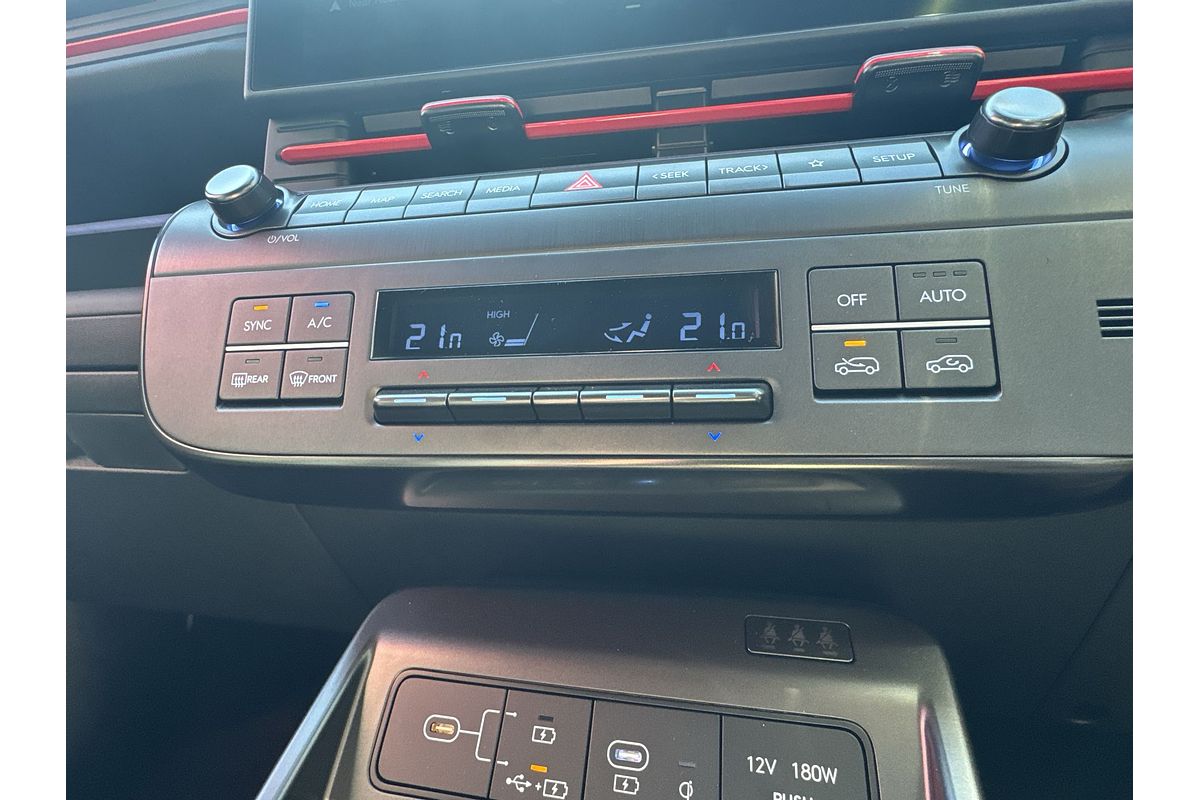 HOME MAP SEARCH MEDIA < SEEK TRACK > SETUP
⏻/VOL
TUNE
SYNC A/C
REAR FRONT
HIGH
21.0 21.0
OFF AUTO
12V 180W
PUSH